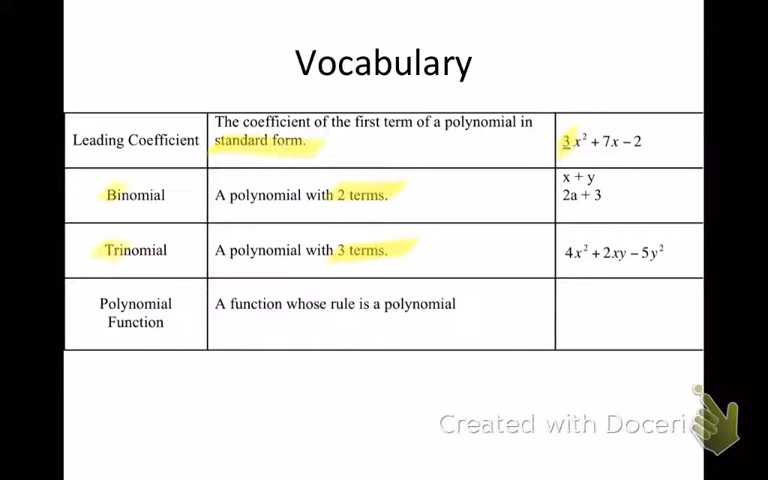 Vocabulary
Leading Coefficient
The coefficient of the first term of a polynomial in
standard form.
3x² + 7x − 2
Binomial
A polynomial with 2 terms.
x + y
2a + 3
Trinomial
A polynomial with 3 terms.
4x² + 2xy − 5y²
Polynomial
Function
A function whose rule is a polynomial
Created with Doceri